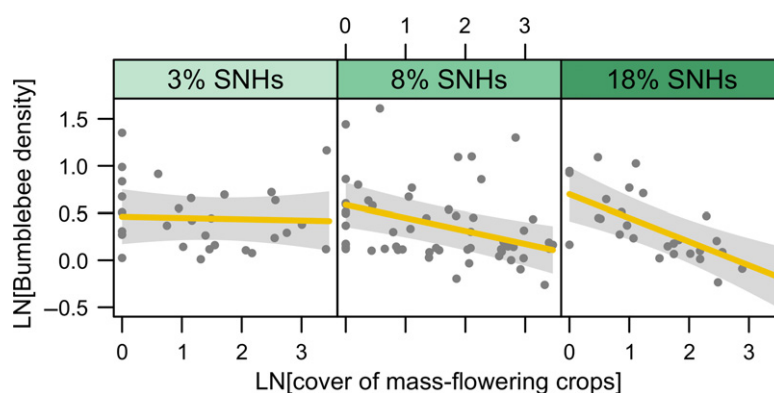 0 1 2 3
3% SNHs 8% SNHs 18% SNHs
LN[Bumblebee density]
1.5
1.0
0.5
0.0
–0.5
0 1 2 3 0 1 2 3
LN[cover of mass-flowering crops]